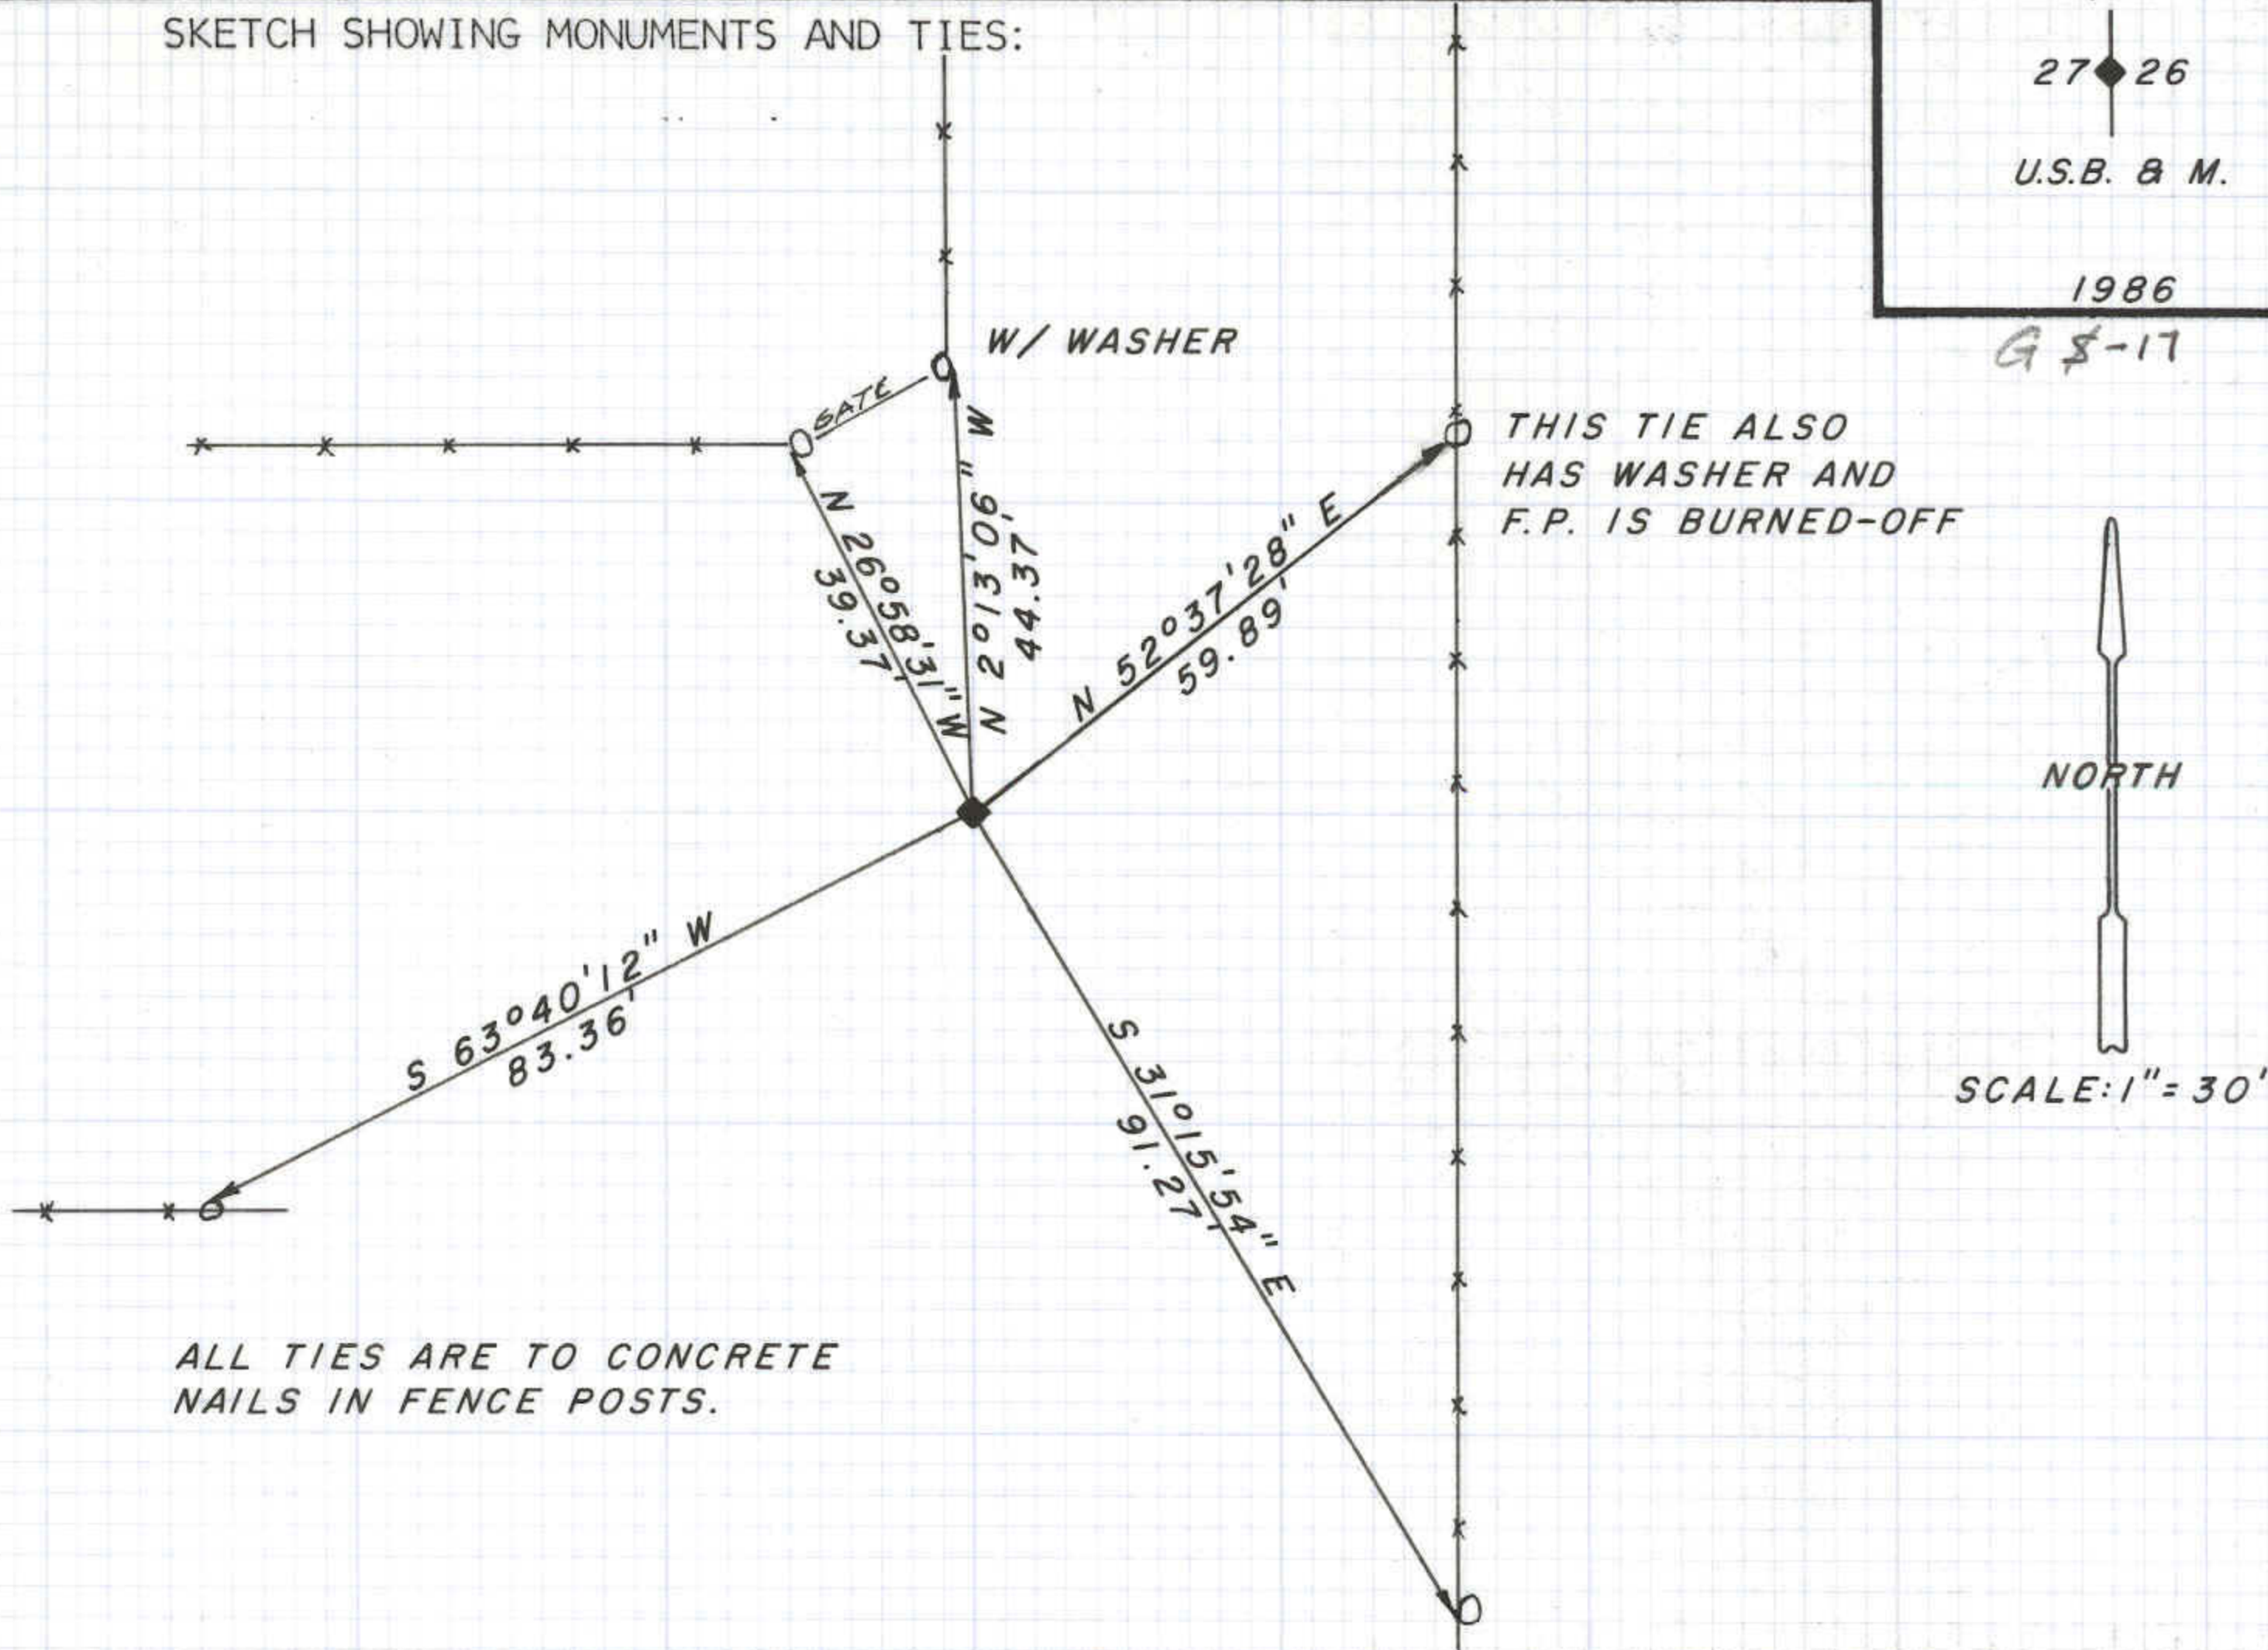 SKETCH SHOWING MONUMENTS AND TIES:
27 26
U.S.B. & M.
1986
G $-17
W/ WASHER
GATE
THIS TIE ALSO
HAS WASHER AND
F.P. IS BURNED-OFF
N 26°58'31" W
39.37'
N 2°13'06" W
44.37'
N 52°37'28" E
59.89'
NORTH
SCALE: 1" = 30'
S 63°40'12" W
83.36'
S 31°15'54" E
91.27'
ALL TIES ARE TO CONCRETE
NAILS IN FENCE POSTS.